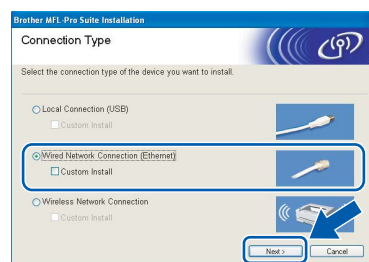 Brother MFL-Pro Suite Installation
Connection Type
Select the connection type of the device you want to install.
Local Connection (USB)
Custom Install
Wired Network Connection (Ethernet)
Custom Install
Wireless Network Connection
Custom Install
Next >
Cancel